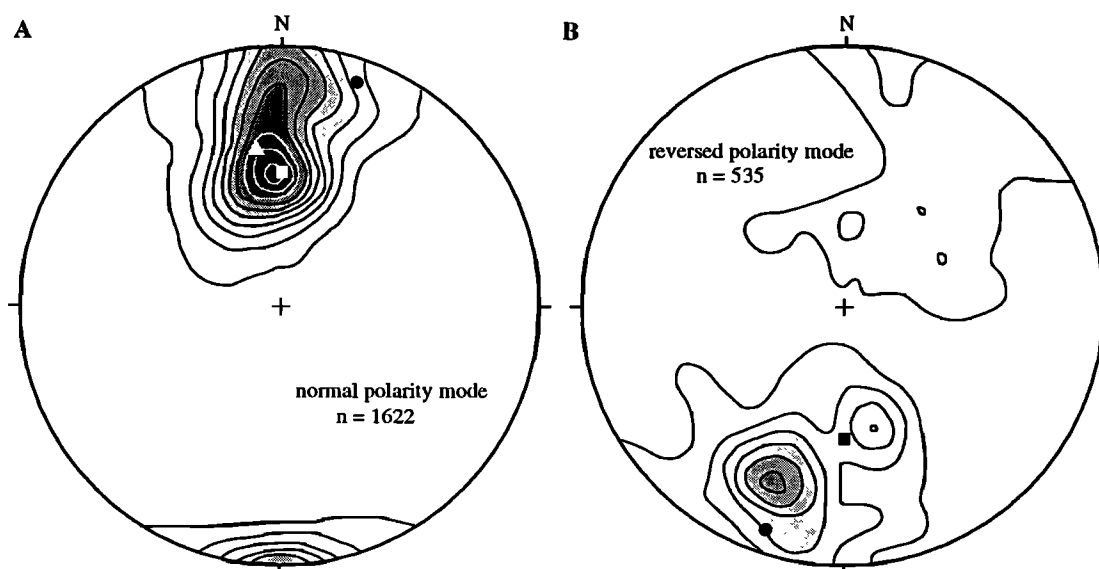 A
N
normal polarity mode
n = 1622
B
N
reversed polarity mode
n = 535